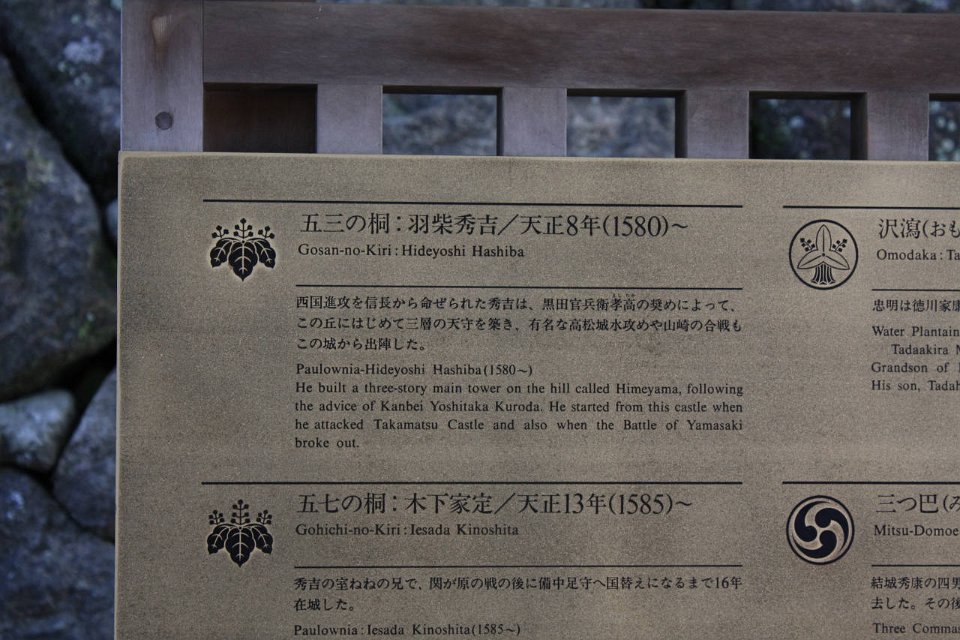 五三の桐：羽柴秀吉／天正8年(1580)～
Gosan-no-Kiri : Hideyoshi Hashiba
西国進攻を信長から命ぜられた秀吉は、黒田官兵衛孝高の奨めによって、
この丘にはじめて三層の天守を築き、有名な高松城水攻めや山崎の合戦も
この城から出陣した。
Paulownia-Hideyoshi Hashiba(1580～)
He built a three-story main tower on the hill called Himeyama, following
the advice of Kanbei Yoshitaka Kuroda. He started from this castle when
he attacked Takamatsu Castle and also when the Battle of Yamasaki
broke out.
五七の桐：木下家定／天正13年(1585)～
Gohichi-no-Kiri : Iesada Kinoshita
秀吉の室ねねの兄で、関が原の戦の後に備中足守へ国替えになるまで16年
在城した。
Paulownia : Iesada Kinoshita(1585～)
沢瀉(おも
Omodaka : Ta
忠明は徳川家康
Water Plantain
Tadaakira M
Grandson of
His son, Tadah
三つ巴(み
Mitsu-Domoe
結城秀康の四男
去した。その後
Three Commas